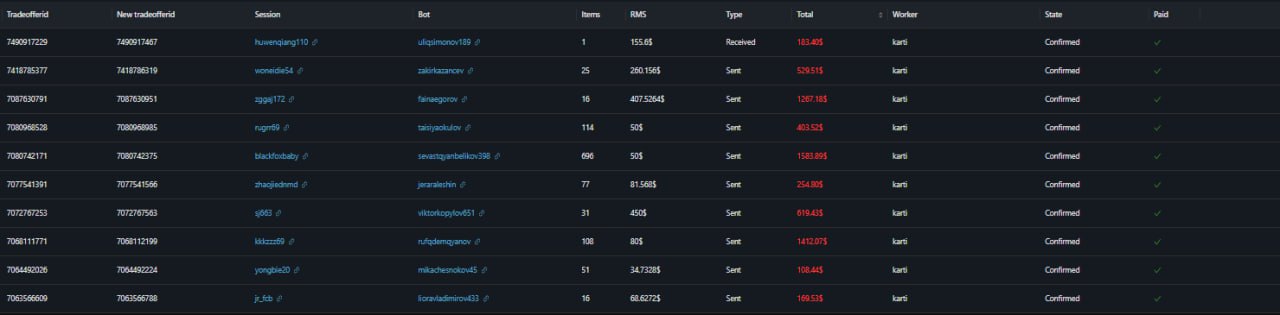 Tradeofferid New tradeofferid Session Bot Items RMS Type Total Worker State Paid
7490917229 7490917467 huwenqiang110 uliqsimonov189 1 155.6$ Received 183.40$ karti Confirmed
7418785377 7418786319 woneidie54 zakirkazancev 25 260.156$ Sent 529.51$ karti Confirmed
7087630791 7087630951 zggaj172 fainaegorov 16 407.5264$ Sent 1267.18$ karti Confirmed
7080968528 7080968985 rugrr69 taisiyaokulov 114 50$ Sent 403.52$ karti Confirmed
7080742171 7080742375 blackfoxbaby sevastqyanbelikov398 696 50$ Sent 1583.89$ karti Confirmed
7077541391 7077541566 zhaojiednmd jeraraleshin 77 81.568$ Sent 254.80$ karti Confirmed
7072767253 7072767563 sj663 viktorkopylov651 31 450$ Sent 619.43$ karti Confirmed
7068111771 7068112199 kkkzzz69 rufqdemqyanov 108 80$ Sent 1412.07$ karti Confirmed
7064492026 7064492224 yongbie20 mikachesnokov45 51 34.7328$ Sent 108.44$ karti Confirmed
7063566609 7063566788 jr_fcb lioravladimirov433 16 68.6272$ Sent 169.53$ karti Confirmed